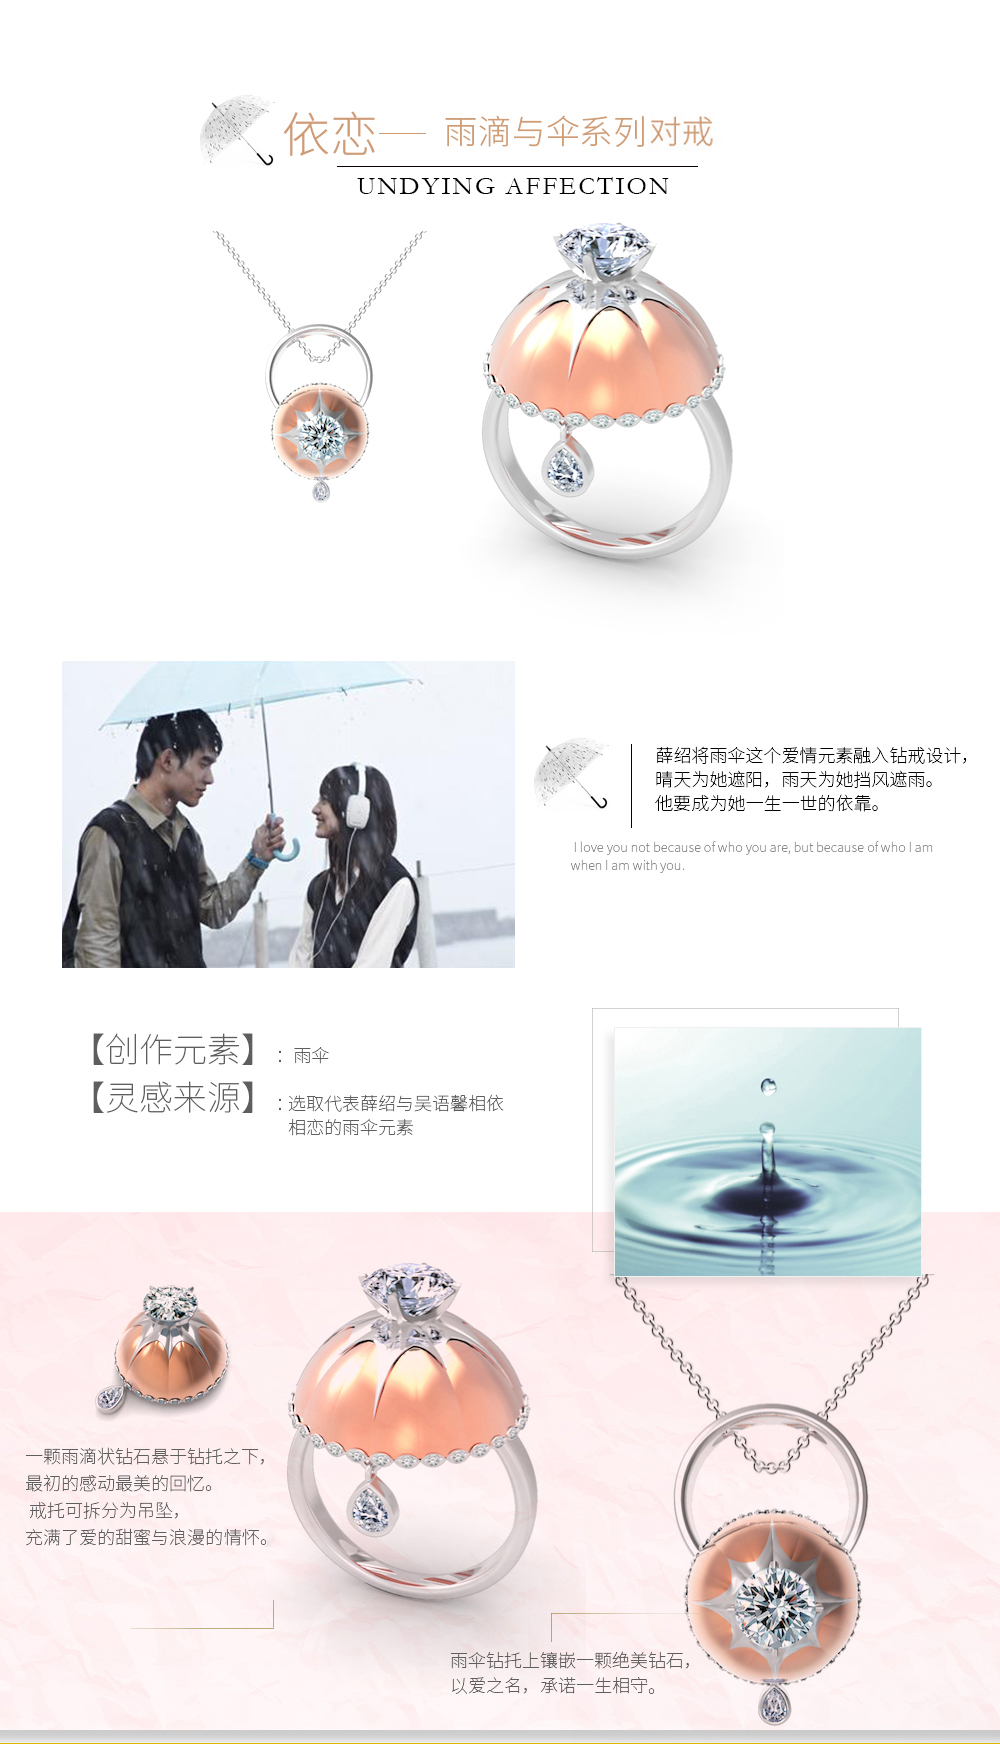 依恋——雨滴与伞系列对戒
UNDYING AFFECTION
薛绍将雨伞这个爱情元素融入钻戒设计，
晴天为她遮阳，雨天为她挡风遮雨。
他要成为她一生一世的依靠。
I love you not because of who you are, but because of who I am
when I am with you.
【创作元素】：雨伞
【灵感来源】：选取代表薛绍与吴语馨相依
相恋的雨伞元素
一颗雨滴状钻石悬于钻托之下，
最初的感动最美的回忆。
戒托可拆分为吊坠，
充满了爱的甜蜜与浪漫的情怀。
雨伞钻托上镶嵌一颗绝美钻石，
以爱之名，承诺一生相守。